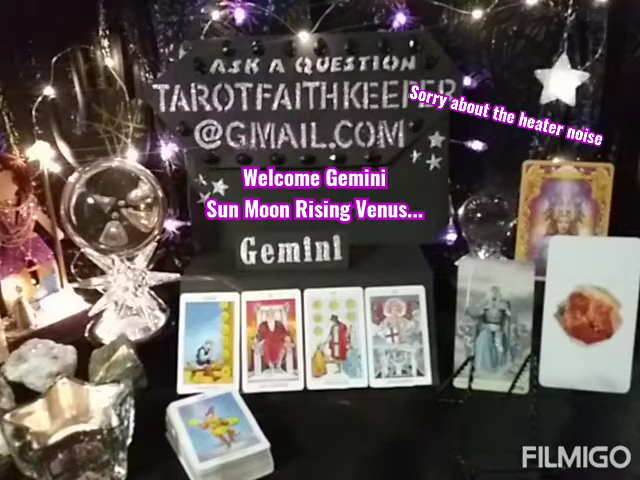 ASK A QUESTION
TAROTFAITHKEEPER
@GMAIL.COM
Sorry about the heater noise
Welcome Gemini
Sun Moon Rising Venus...
Gemini
FILMIGO